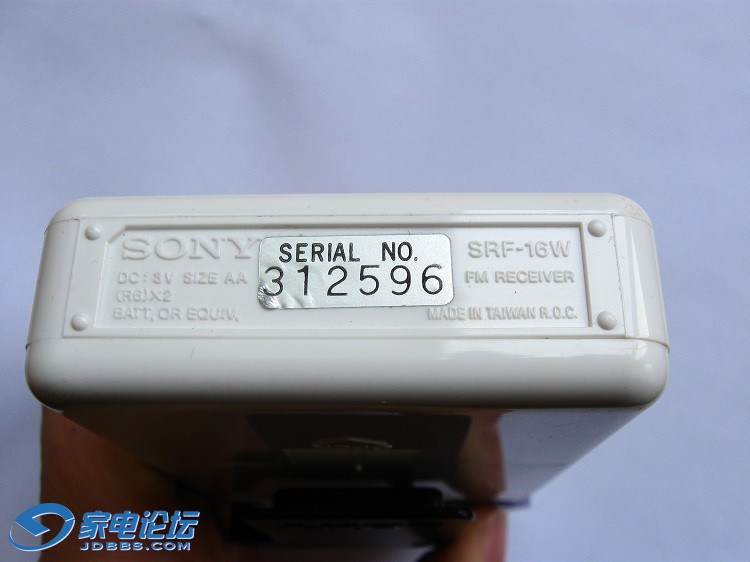 SONY
DC: 3V SIZE AA
(R6)X2
BATT, OR EQUIV.
SERIAL NO.
312596
SRF-16W
FM RECEIVER
MADE IN TAIWAN R.O.C.
家电论坛
JDBBS.COM